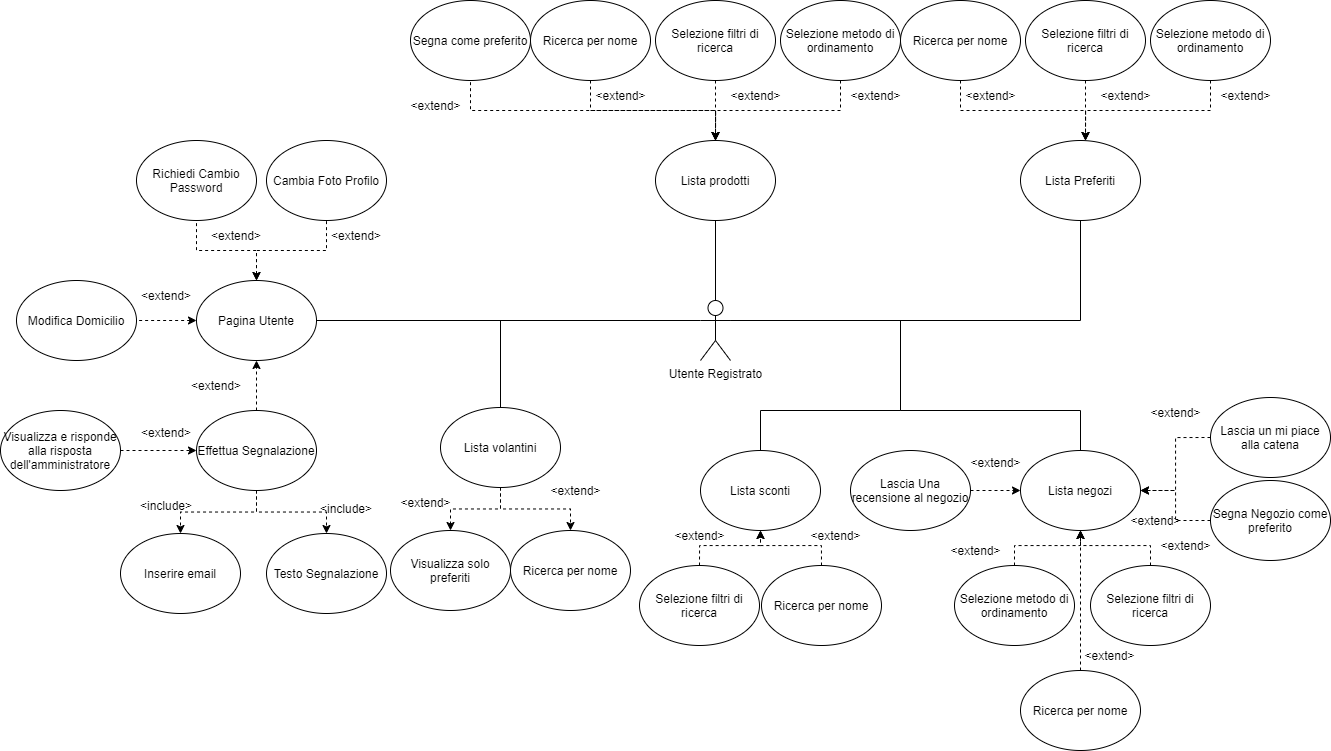 Segna come preferito
Ricerca per nome
Selezione filtri di
ricerca
Selezione metodo di
ordinamento
Ricerca per nome
Selezione filtri di
ricerca
Selezione metodo di
ordinamento
<extend>
<extend>
<extend>
<extend>
<extend>
<extend>
<extend>
Richiedi Cambio
Password
Cambia Foto Profilo
Lista prodotti
Lista Preferiti
<extend>
<extend>
<extend>
Modifica Domicilio
Pagina Utente
Utente Registrato
<extend>
Visualizza e risponde
alla risposta
dell'amministratore
<extend>
Effettua Segnalazione
Lista volantini
Lista sconti
Lascia Una
recensione al negozio
<extend>
Lista negozi
<extend>
Lascia un mi piace
alla catena
Segna Negozio come
preferito
<extend>
<include>
<include>
<extend>
<extend>
<extend>
<extend>
<extend>
<extend>
Inserire email
Testo Segnalazione
Visualizza solo
preferiti
Ricerca per nome
Selezione filtri di
ricerca
Ricerca per nome
Selezione metodo di
ordinamento
Selezione filtri di
ricerca
<extend>
Ricerca per nome